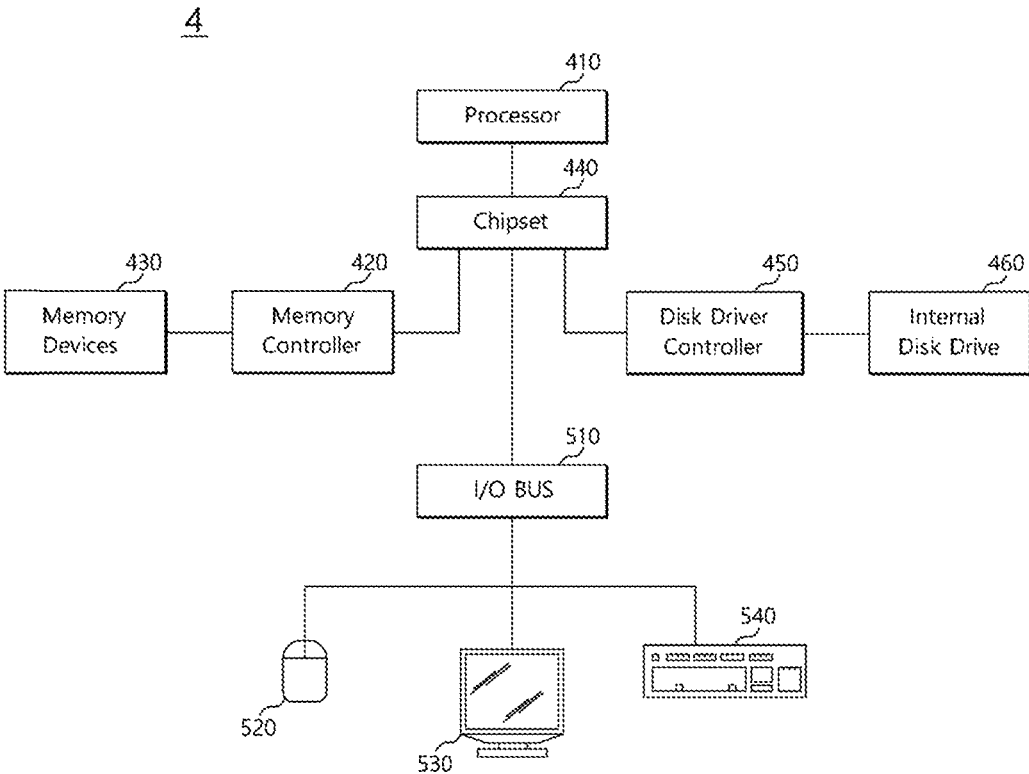 4
410
Processor
440
Chipset
430
420
450
460
Memory
Devices
Memory
Controller
Disk Driver
Controller
Internal
Disk Drive
510
I/O BUS
540
520
530